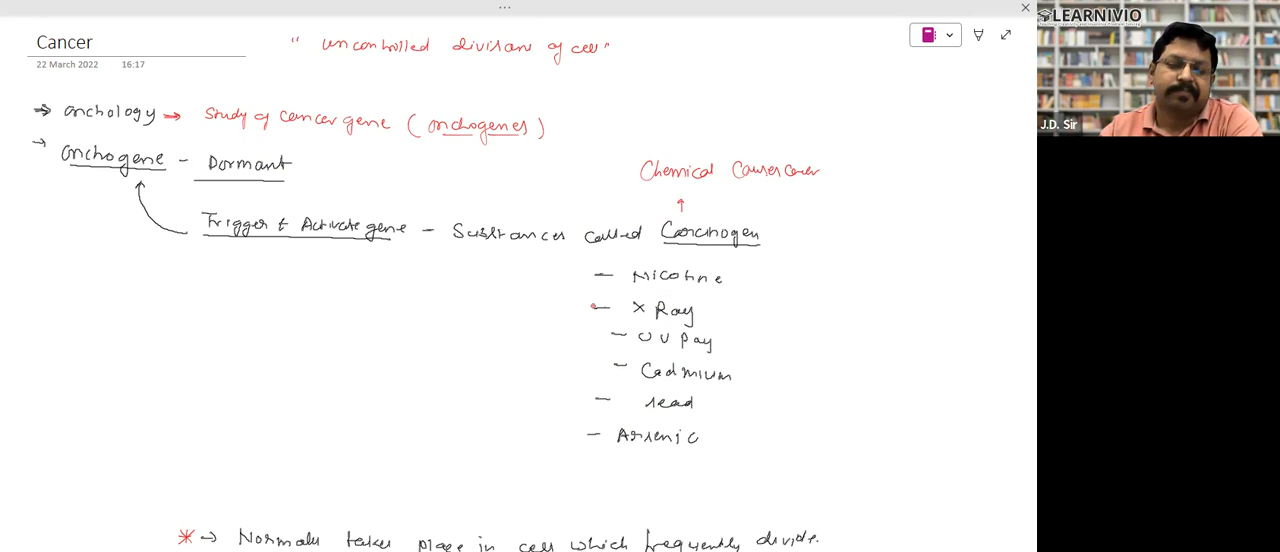 LEARNIVIO
Cancer
" uncontrolled division of cell"
22 March 2022 16:17
onchology → Study of cancer gene ( onchogenes )
onchogene - Dormant
Chemical Causes cancer
Trigger & Activate gene - Substances called Carcinogen
- Nicotine
- X Ray
- UV Ray
- Cadmium
- lead
- Arsenic
* → Normally takes place in cell which frequently divide.
J.D. Sir